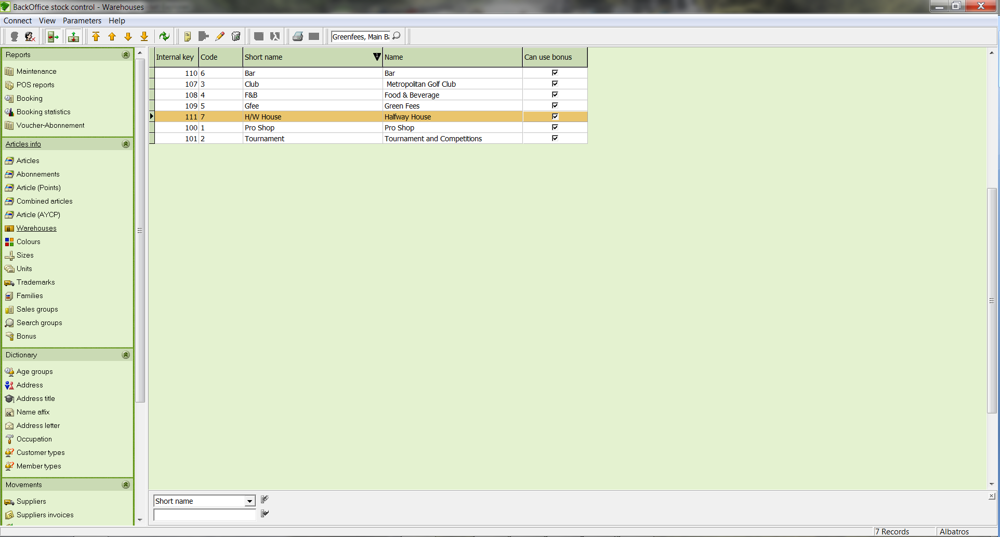 BackOffice stock control - Warehouses
Connect View Parameters Help
Greenfees, Main B
Reports
Maintenance
POS reports
Booking
Booking statistics
Voucher-Abonnement
Articles info
Articles
Abonnements
Article (Points)
Combined articles
Article (AYCP)
Warehouses
Colours
Sizes
Units
Trademarks
Families
Sales groups
Search groups
Bonus
Dictionary
Age groups
Address
Address title
Name affix
Address letter
Occupation
Customer types
Member types
Movements
Suppliers
Suppliers invoices
Internal key Code Short name 1 Name Can use bonus
110 6 Bar Bar
107 3 Club Metropolitan Golf Club
108 4 F&B Food & Beverage
109 5 Gfee Green Fees
111 7 H/W House Halfway House
100 1 Pro Shop Pro Shop
101 2 Tournament Tournament and Competitions
Short name
7 Records Albatros